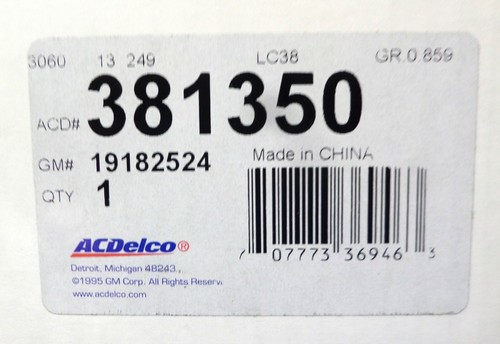 3060 13 249 LC38 GR.0.859
ACD# 381350
GM# 19182524
Made in CHINA
QTY 1
ACDelco®
07773 36946 3
Detroit, Michigan 48243
©1995 GM Corp. All Rights Reserv
www.acdelco.com